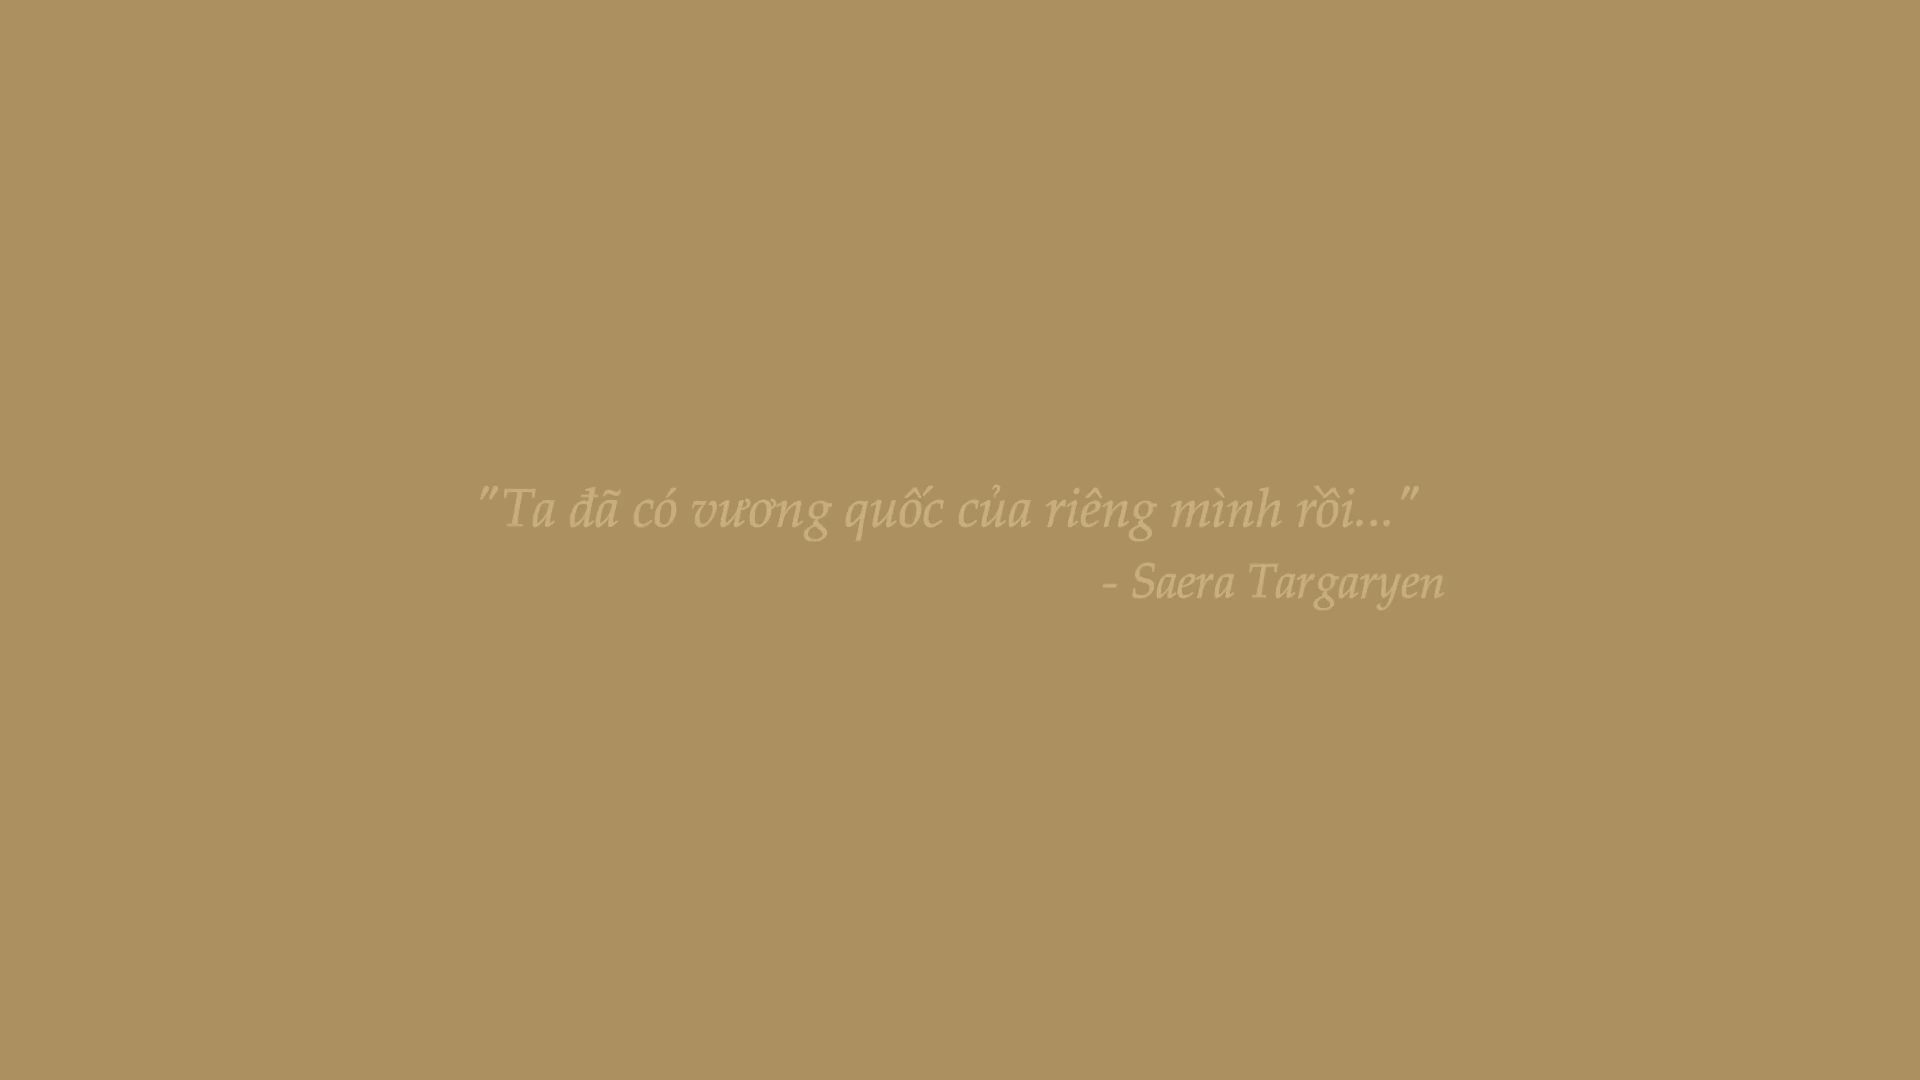 "Ta đã có vương quốc của riêng mình rồi..."
- Saera Targaryen